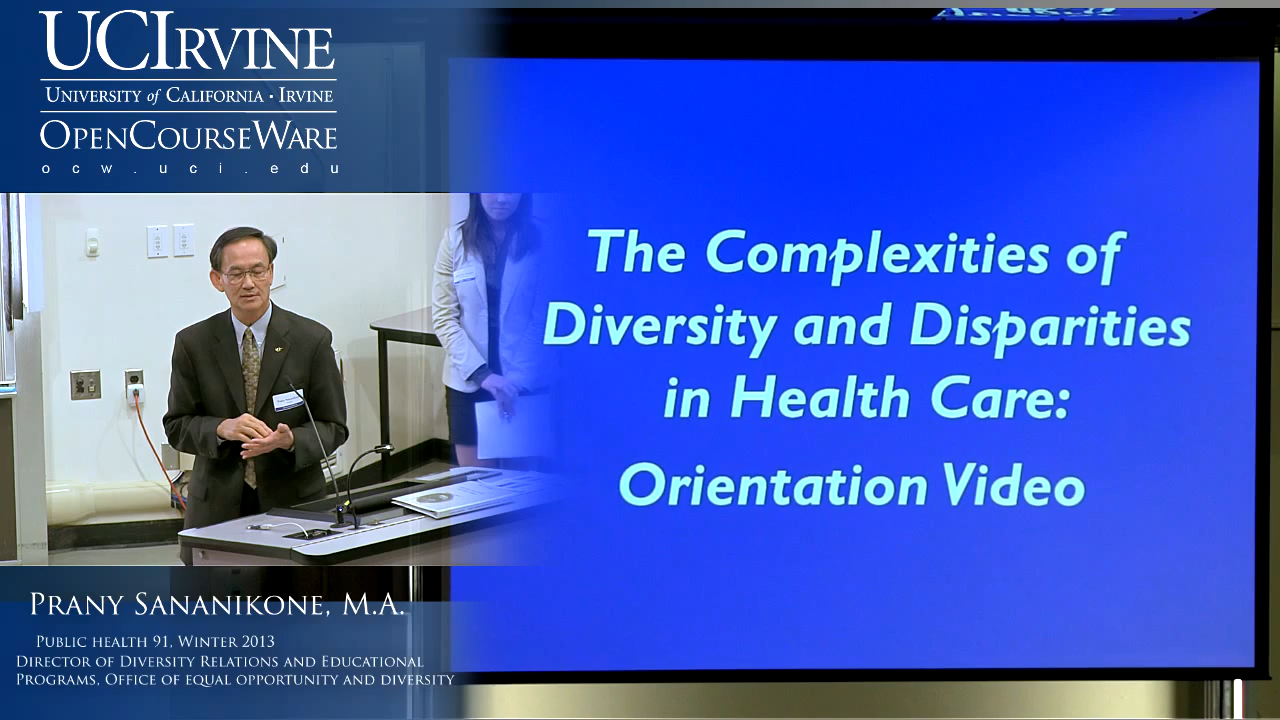 UCIRVINE
UNIVERSITY of CALIFORNIA · IRVINE
OPENCOURSEWARE
ocw.uci.edu
The Complexities of
Diversity and Disparities
in Health Care:
Orientation Video
PRANY SANANIKONE, M.A.
PUBLIC HEALTH 91, WINTER 2013
DIRECTOR OF DIVERSITY RELATIONS AND EDUCATIONAL
PROGRAMS, OFFICE OF EQUAL OPPORTUNITY AND DIVERSITY